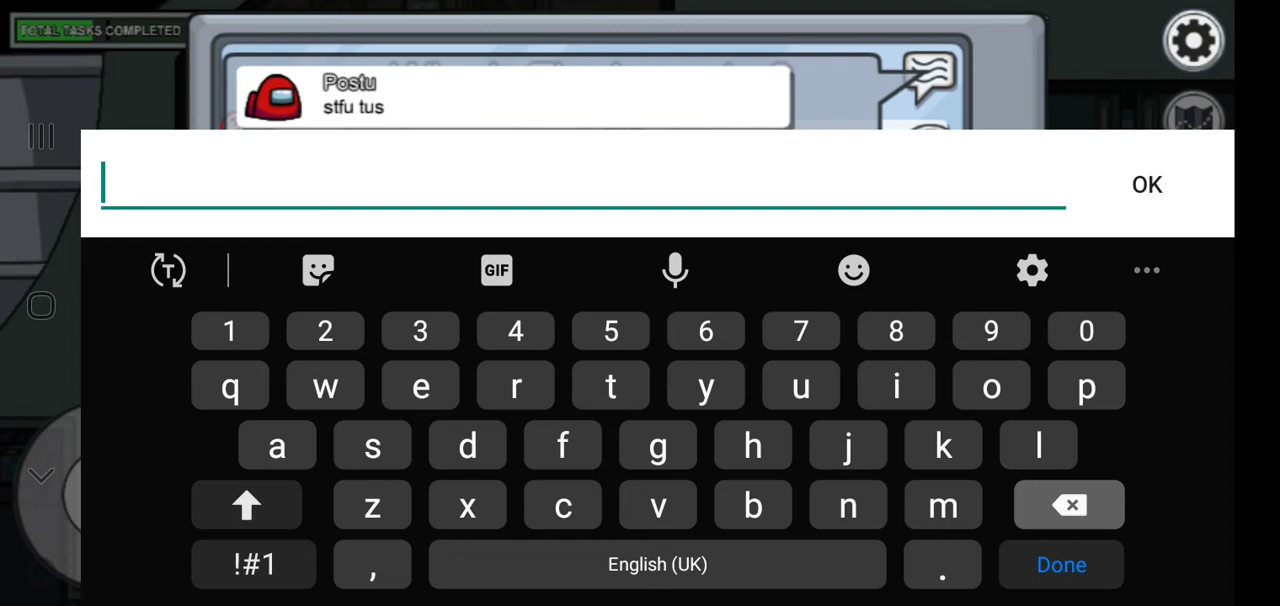 TOTAL TASKS COMPLETED
Postu
stfu tus
OK
GIF
1 2 3 4 5 6 7 8 9 0
q w e r t y u i o p
a s d f g h j k l
z x c v b n m
!#1 , English (UK) . Done